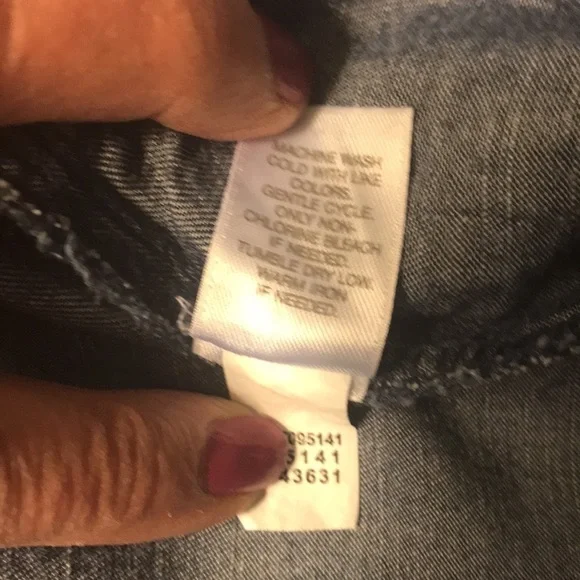 MACHINE WASH
COLD WITH LIKE
COLORS.
GENTLE CYCLE.
ONLY NON-
CHLORINE BLEACH
IF NEEDED.
TUMBLE DRY LOW.
WARM IRON
IF NEEDED.
095141
5141
43631